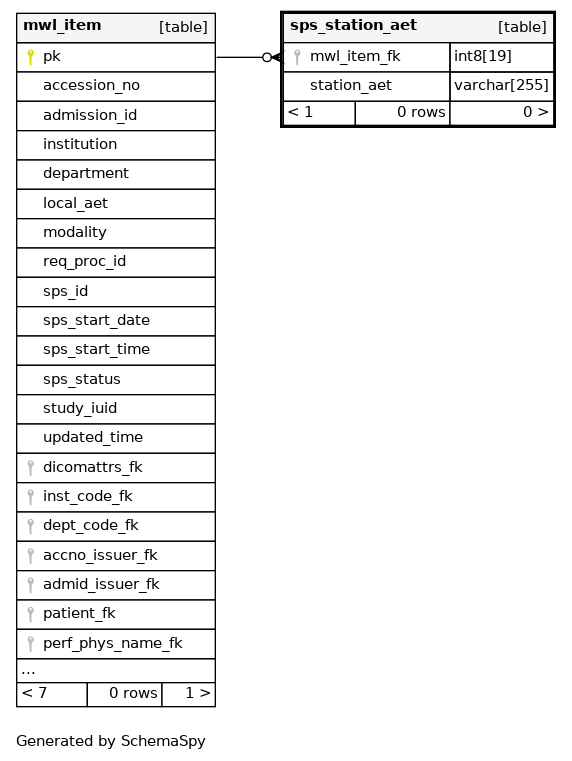 mwl_item [table]
pk
accession_no
admission_id
institution
department
local_aet
modality
req_proc_id
sps_id
sps_start_date
sps_start_time
sps_status
study_iuid
updated_time
dicomattrs_fk
inst_code_fk
dept_code_fk
accno_issuer_fk
admid_issuer_fk
patient_fk
perf_phys_name_fk
...
< 7 0 rows 1 >
sps_station_aet [table]
mwl_item_fk int8[19]
station_aet varchar[255]
< 1 0 rows 0 >
Generated by SchemaSpy